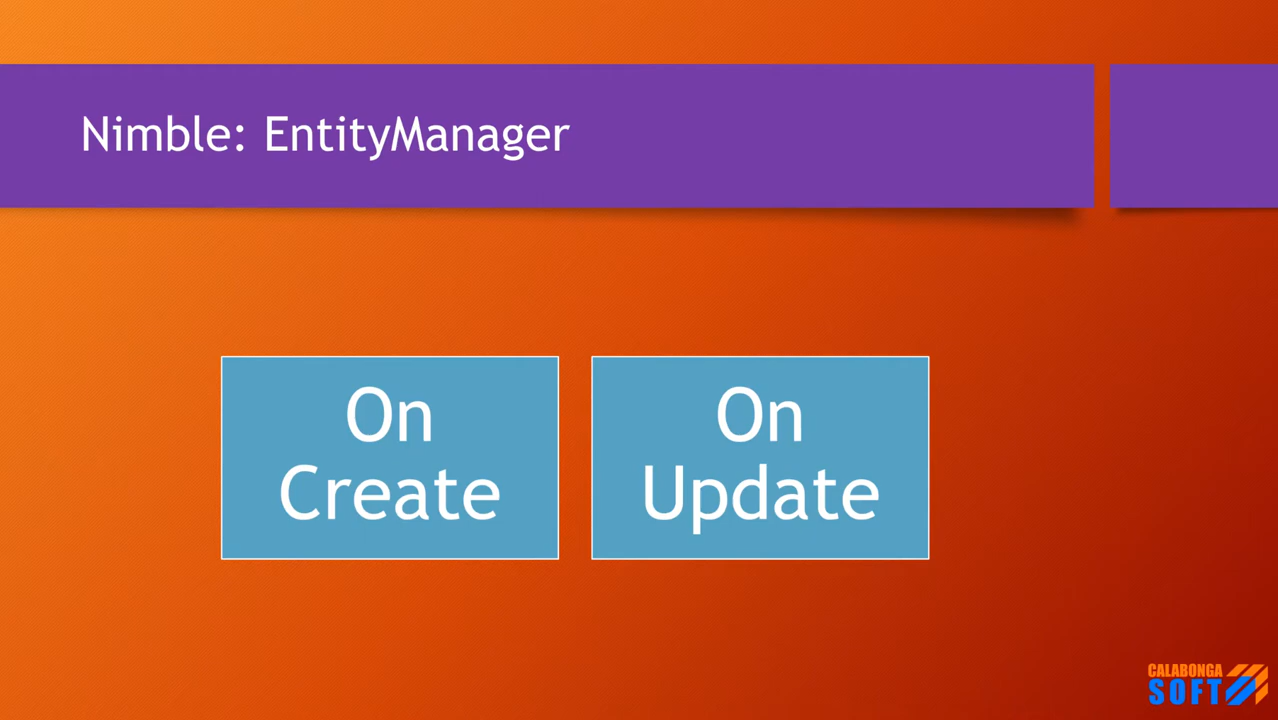 Nimble: EntityManager
On
Create
On
Update
CALABONGA
SOFT